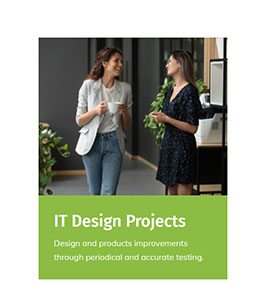 IT Design Projects
Design and products improvements
through periodical and accurate testing.